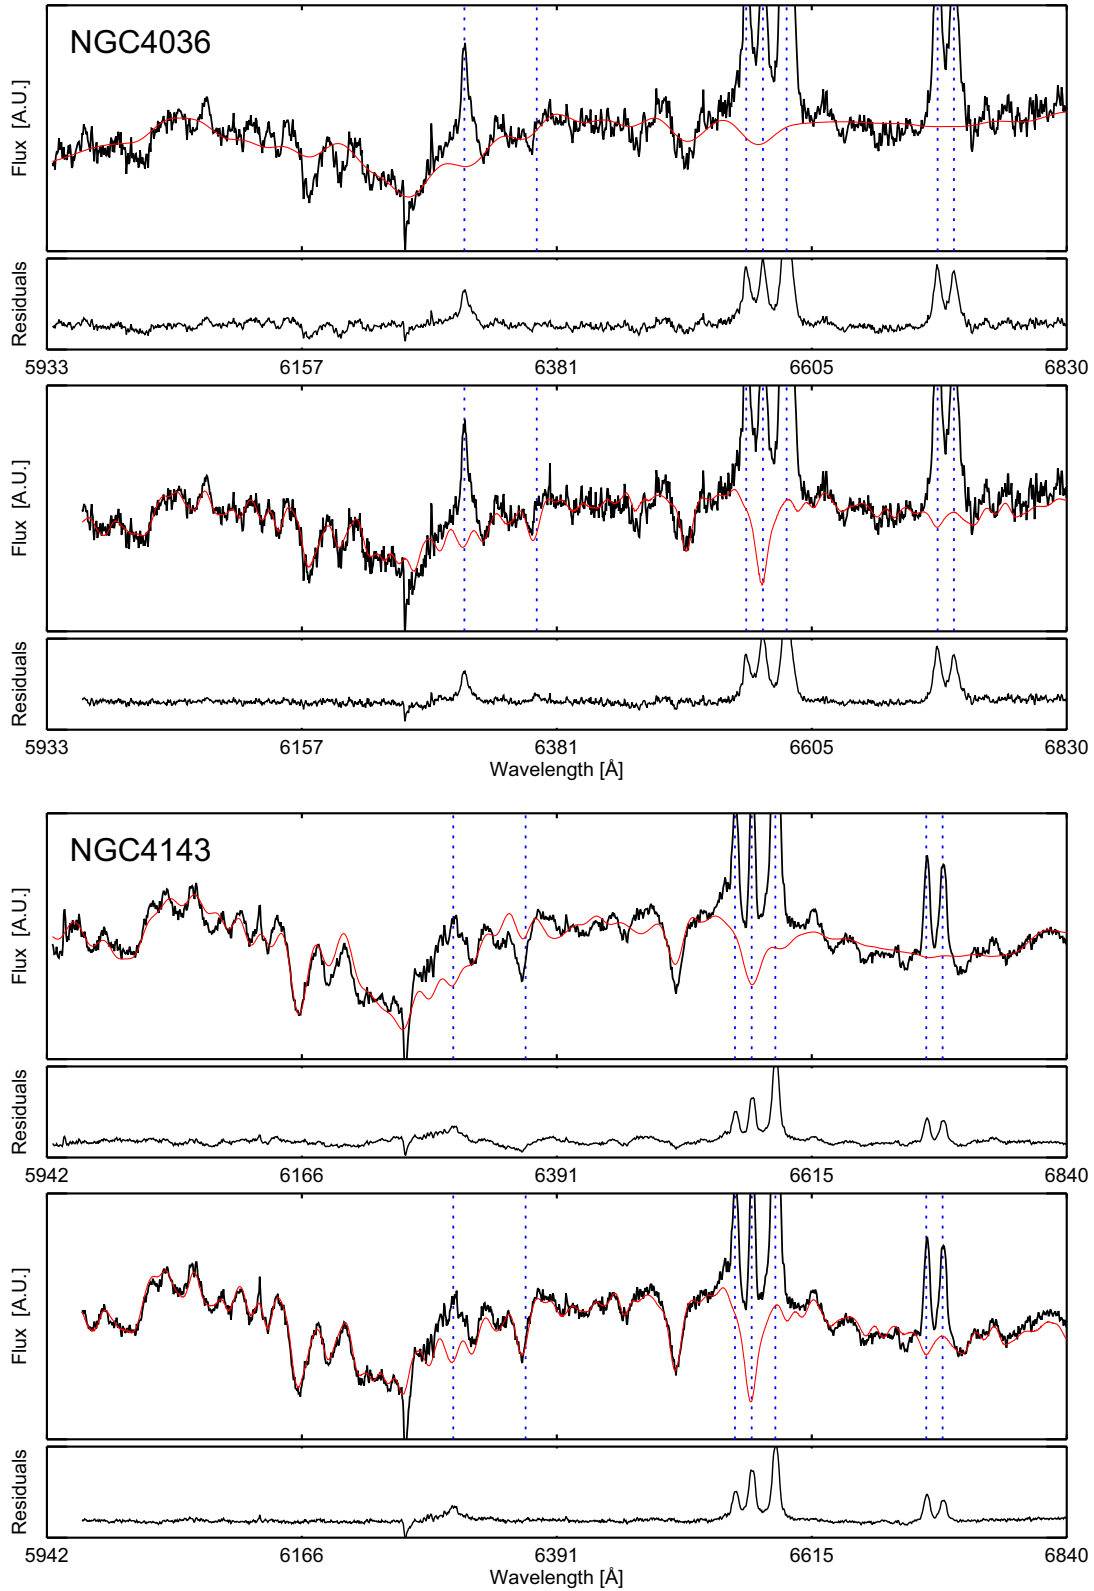 NGC4036
Flux [A.U.]
Residuals
5933 6157 6381 6605 6830
Flux [A.U.]
Residuals
5933 6157 6381 6605 6830
Wavelength [Å]
NGC4143
Flux [A.U.]
Residuals
5942 6166 6391 6615 6840
Flux [A.U.]
Residuals
5942 6166 6391 6615 6840
Wavelength [Å]